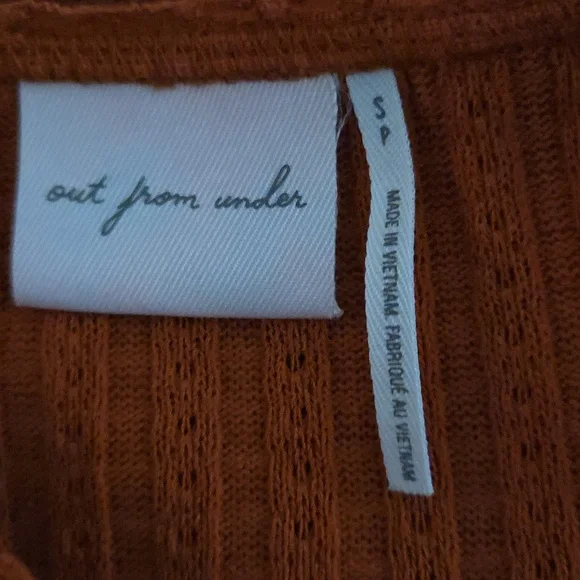 out from under
S P
MADE IN VIETNAM. FABRIQUÉ AU VIETNAM